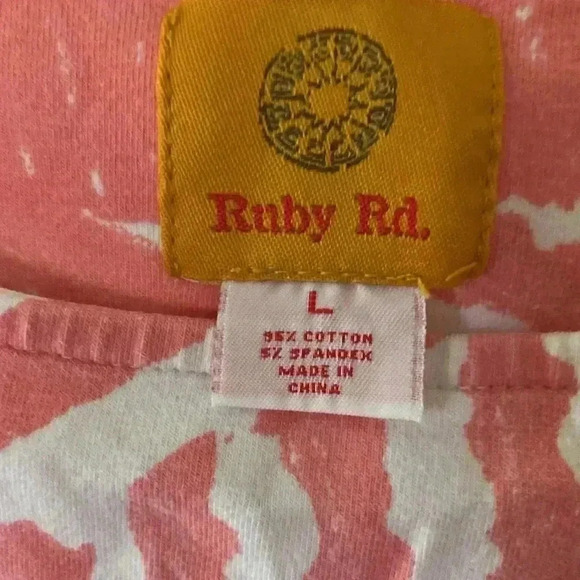 Ruby Rd.
L
95% COTTON
5% SPANDEX
MADE IN
CHINA